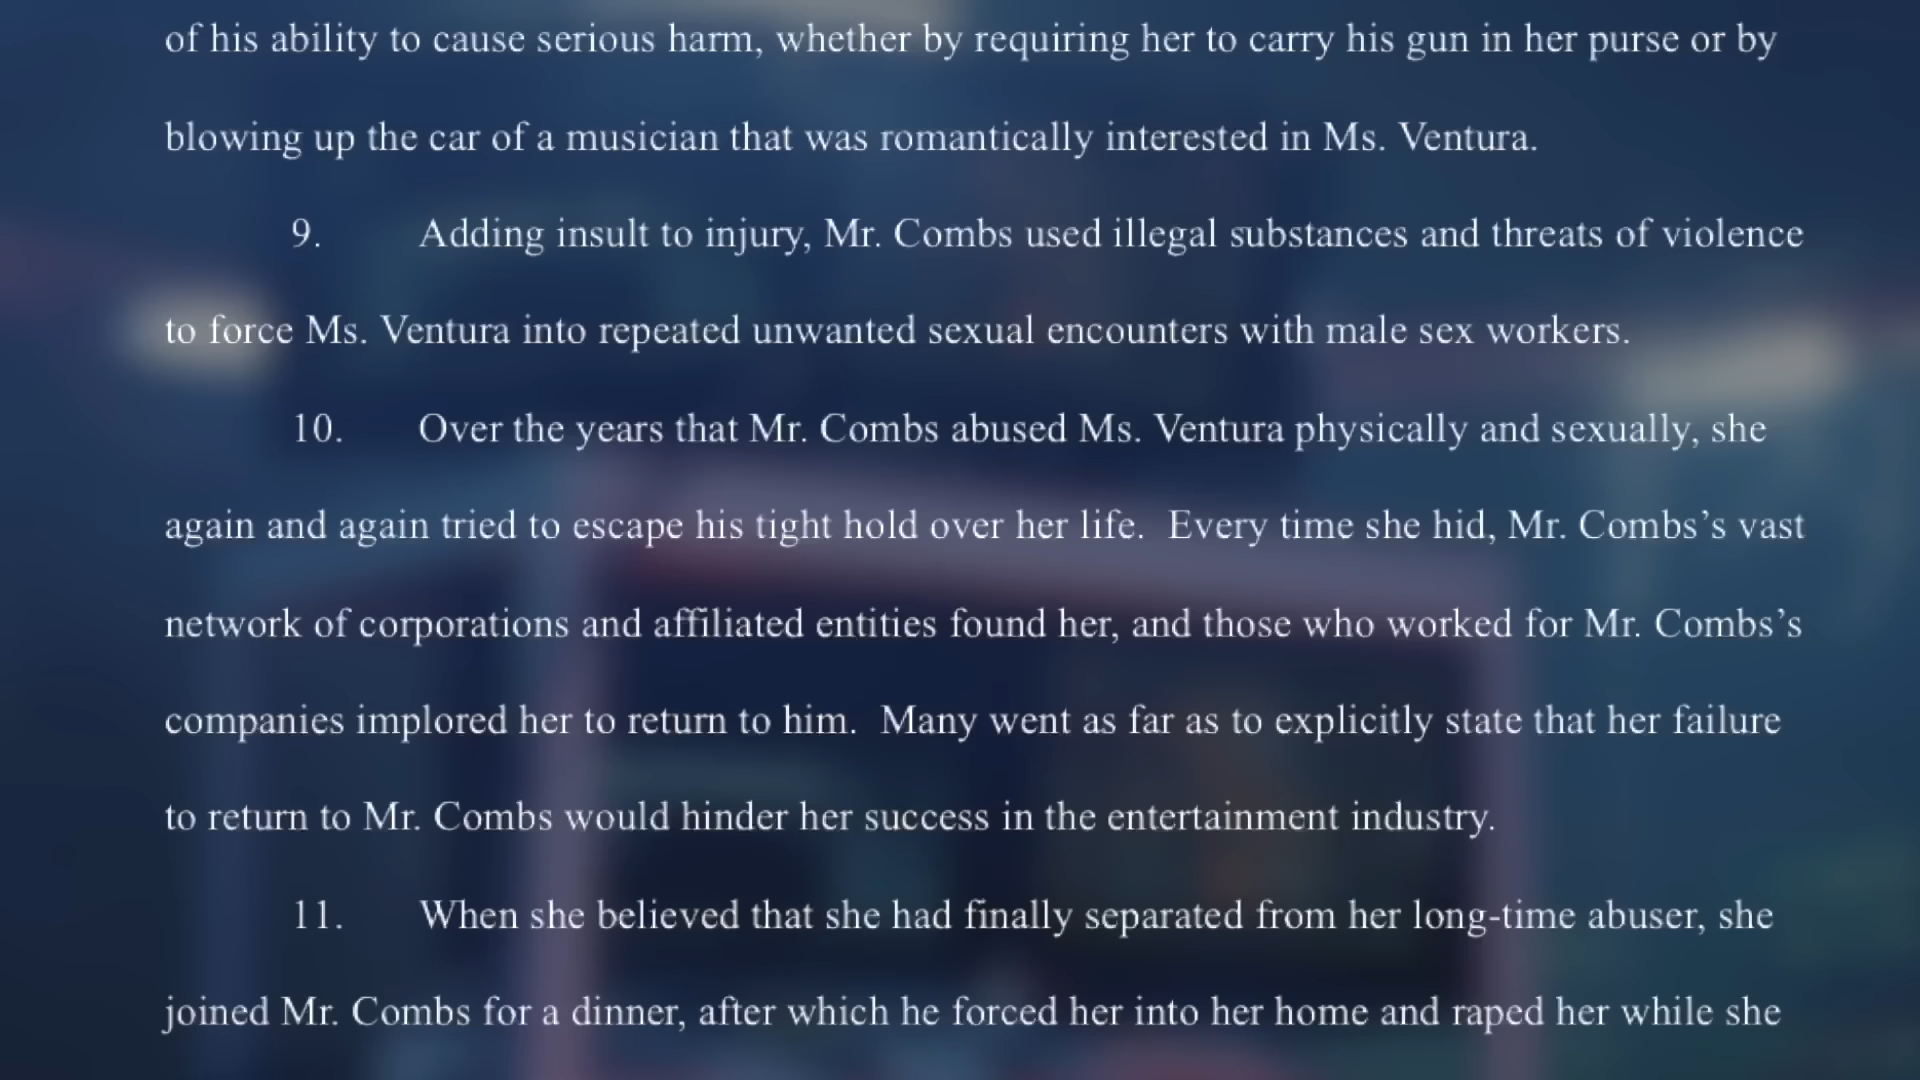 of his ability to cause serious harm, whether by requiring her to carry his gun in her purse or by
blowing up the car of a musician that was romantically interested in Ms. Ventura.
9. Adding insult to injury, Mr. Combs used illegal substances and threats of violence
to force Ms. Ventura into repeated unwanted sexual encounters with male sex workers.
10. Over the years that Mr. Combs abused Ms. Ventura physically and sexually, she
again and again tried to escape his tight hold over her life. Every time she hid, Mr. Combs’s vast
network of corporations and affiliated entities found her, and those who worked for Mr. Combs’s
companies implored her to return to him. Many went as far as to explicitly state that her failure
to return to Mr. Combs would hinder her success in the entertainment industry.
11. When she believed that she had finally separated from her long-time abuser, she
joined Mr. Combs for a dinner, after which he forced her into her home and raped her while she